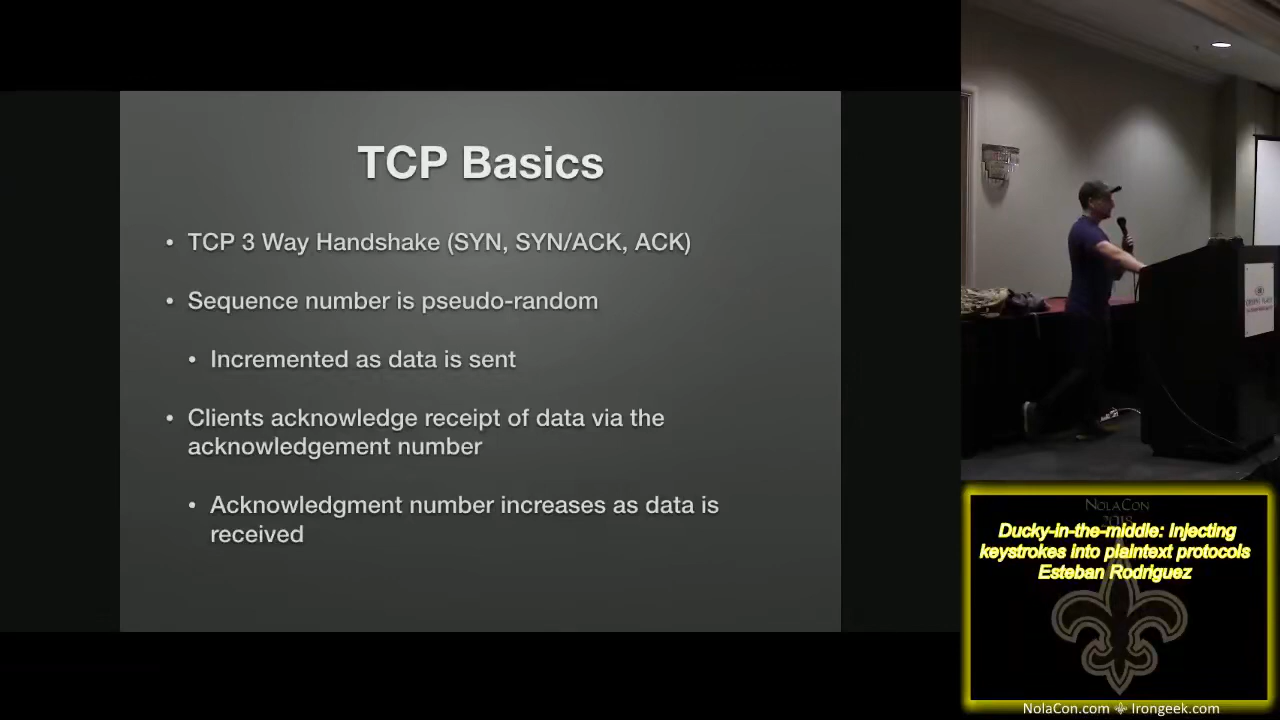 TCP Basics
• TCP 3 Way Handshake (SYN, SYN/ACK, ACK)
• Sequence number is pseudo-random
• Incremented as data is sent
• Clients acknowledge receipt of data via the
acknowledgement number
• Acknowledgment number increases as data is
received
NOLACON
2018
Ducky-in-the-middle: Injecting
keystrokes into plaintext protocols
Esteban Rodriguez
NolaCon.com ⚜ Irongeek.com